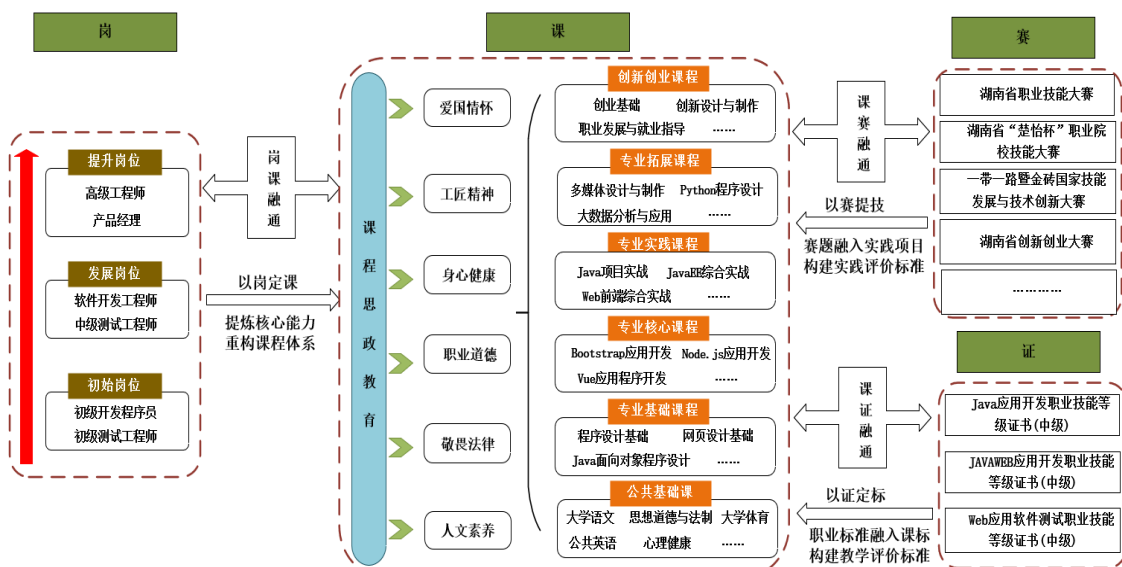 岗
提升岗位
高级工程师
产品经理
发展岗位
软件开发工程师
中级测试工程师
初始岗位
初级开发程序员
初级测试工程师
岗课融通
以岗定课
提炼核心能力
重构课程体系
课
课程思政教育
爱国情怀
工匠精神
身心健康
职业道德
敬畏法律
人文素养
创新创业课程
创业基础 创新设计与制作
职业发展与就业指导 ……
专业拓展课程
多媒体设计与制作 Python程序设计
大数据分析与应用 ……
专业实践课程
Java项目实战 JavaEE综合实战
Web前端综合实战 ……
专业核心课程
Bootstrap应用开发 Node.js应用开发
Vue应用程序开发 ……
专业基础课程
程序设计基础 网页设计基础
Java面向对象程序设计 ……
公共基础课
大学语文 思想道德与法制 大学体育
公共英语 心理健康 ……
课赛融通
以赛提技
赛题融入实践项目
构建实践评价标准
课证融通
以证定标
职业标准融入课标
构建教学评价标准
赛
湖南省职业技能大赛
湖南省“楚怡杯”职业院
校技能大赛
一带一路暨金砖国家技能
发展与技术创新大赛
湖南省创新创业大赛
…………
证
Java应用开发职业技能等
级证书(中级)
JAVAWEB应用开发职业技能
等级证书(中级)
Web应用软件测试职业技能
等级证书(中级)